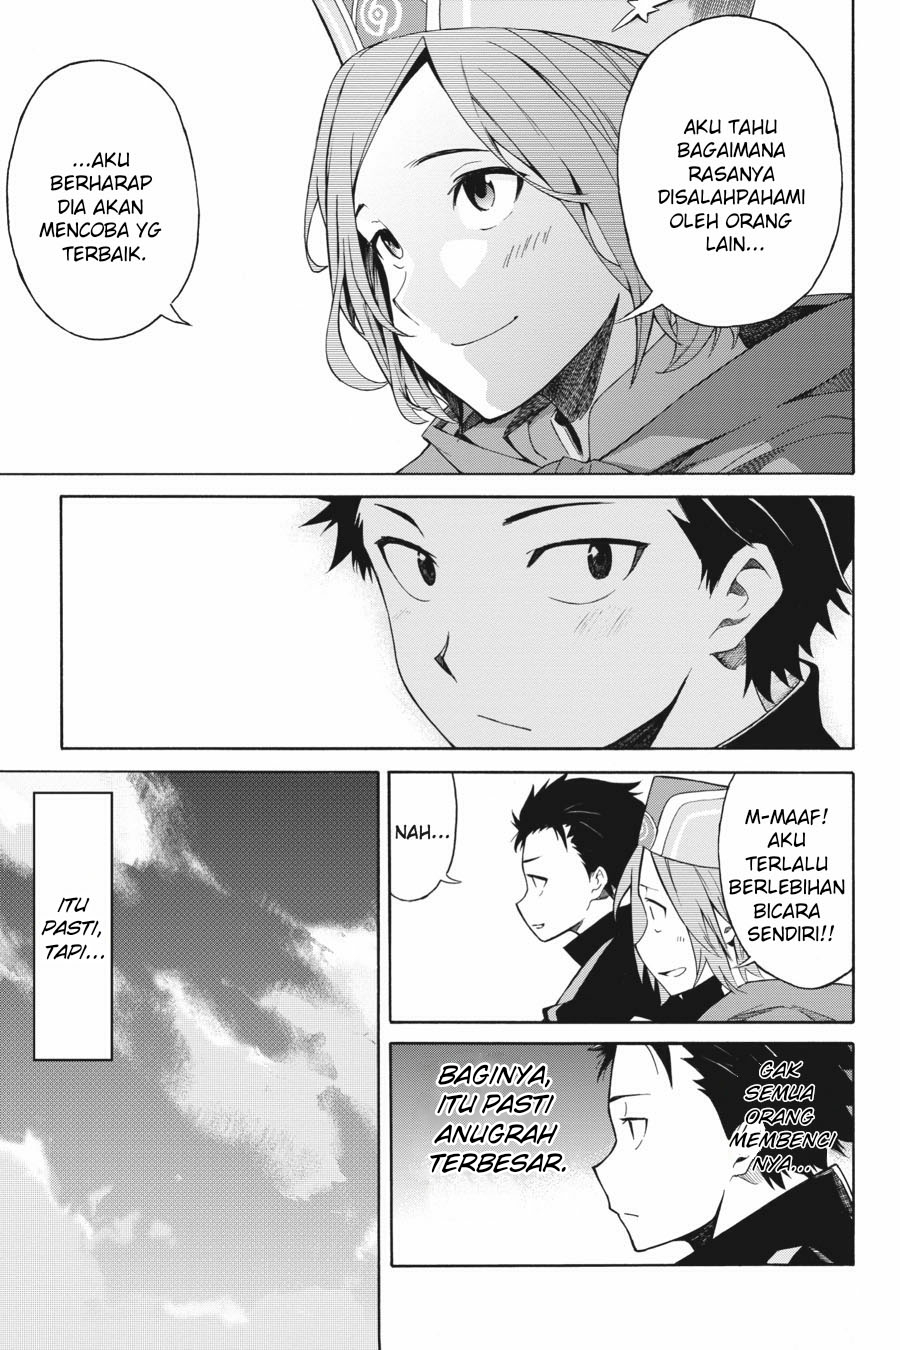 AKU TAHU
BAGAIMANA
RASANYA
DISALAHPAHAMI
OLEH ORANG
LAIN...
...AKU
BERHARAP
DIA AKAN
MENCOBA YG
TERBAIK.
M-MAAF!
AKU
TERLALU
BERLEBIHAN
BICARA
SENDIRI!!
NAH...
GAK
SEMUA
ORANG
MEMBENCI
NYA...
BAGINYA,
ITU PASTI
ANUGRAH
TERBESAR.
ITU
PASTI,
TAPI...